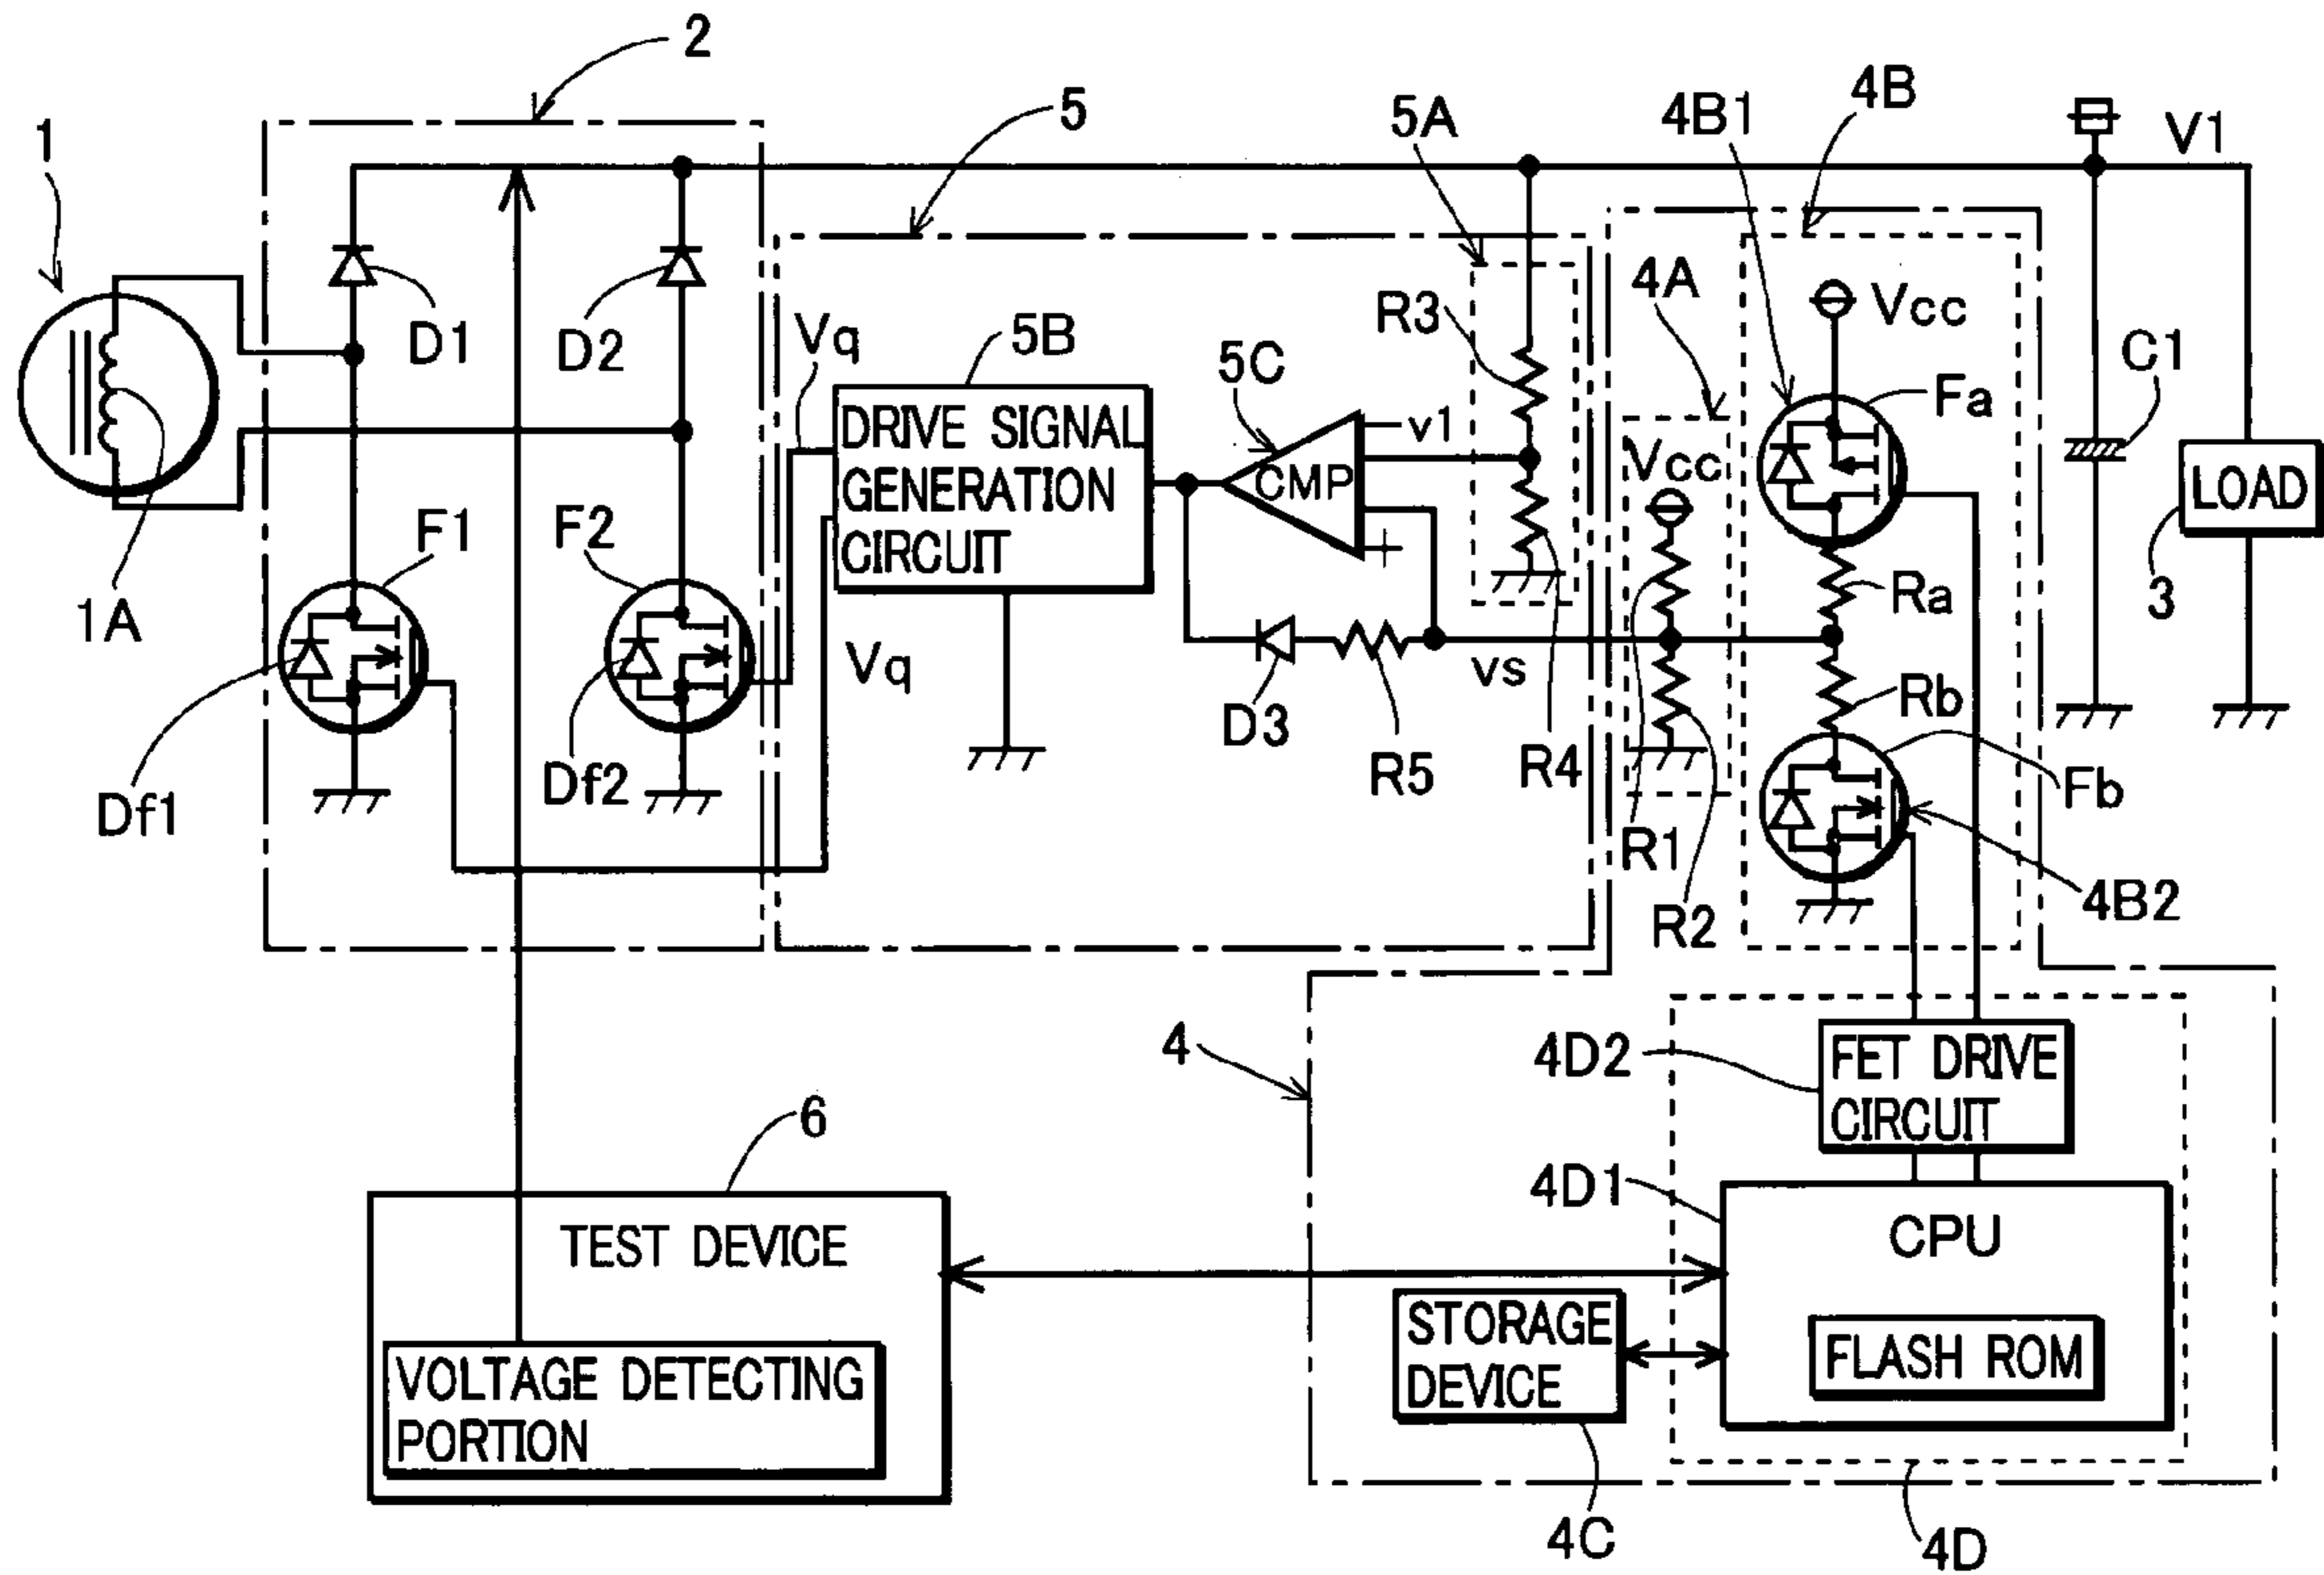 2
1
5
5A
4B1
4B
V1
4A
D1
D2
Vq
5B
5C
R3
Vcc
Fa
C1
DRIVE SIGNAL
GENERATION
CIRCUIT
v1
CMP
+
Vcc
LOAD
1A
F1
F2
Ra
3
Vq
vs
D3
R5
R4
Rb
Df1
Df2
Fb
R1
R2
4B2
4
4D2
FET DRIVE
CIRCUIT
6
TEST DEVICE
4D1
CPU
STORAGE
DEVICE
FLASH ROM
VOLTAGE DETECTING
PORTION
4C
4D